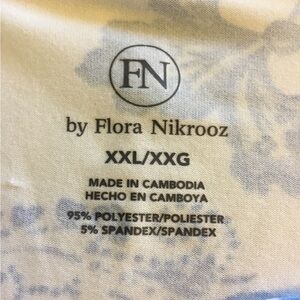 FN
by Flora Nikrooz
XXL/XXG
MADE IN CAMBODIA
HECHO EN CAMBOYA
95% POLYESTER/POLIESTER
5% SPANDEX/SPANDEX